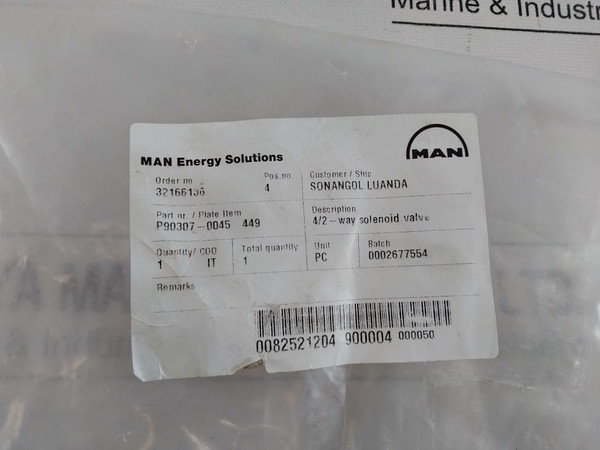 Marine & Industr
MAN
MAN Energy Solutions
Order no
Pos.no.
Customer / Ship
32166136
4
SONANGOL LUANDA
Part nr. / Plate Item
Description
P90307-0045 449
4/2-way solenoid valve
Quantity/ COO
Total quantity
Unit
Batch
1 IT
1
PC
0002677554
Remarks
0082521204 900004 000050